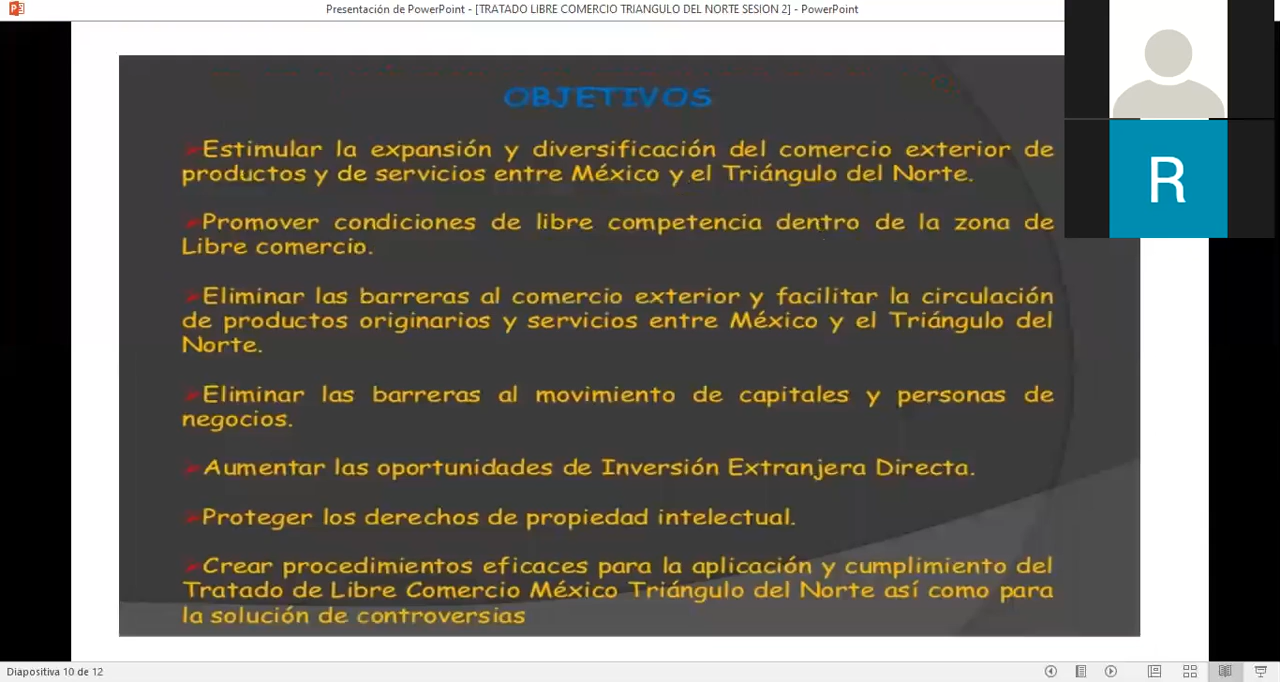 Presentación de PowerPoint - [TRATADO LIBRE COMERCIO TRIANGULO DEL NORTE SESION 2] - PowerPoint
OBJETIVOS
Estimular la expansión y diversificación del comercio exterior de
productos y de servicios entre México y el Triángulo del Norte.
Promover condiciones de libre competencia dentro de la zona de
Libre comercio.
Eliminar las barreras al comercio exterior y facilitar la circulación
de productos originarios y servicios entre México y el Triángulo del
Norte.
Eliminar las barreras al movimiento de capitales y personas de
negocios.
Aumentar las oportunidades de Inversión Extranjera Directa.
Proteger los derechos de propiedad intelectual.
Crear procedimientos eficaces para la aplicación y cumplimiento del
Tratado de Libre Comercio México Triángulo del Norte así como para
la solución de controversias
R
Diapositiva 10 de 12